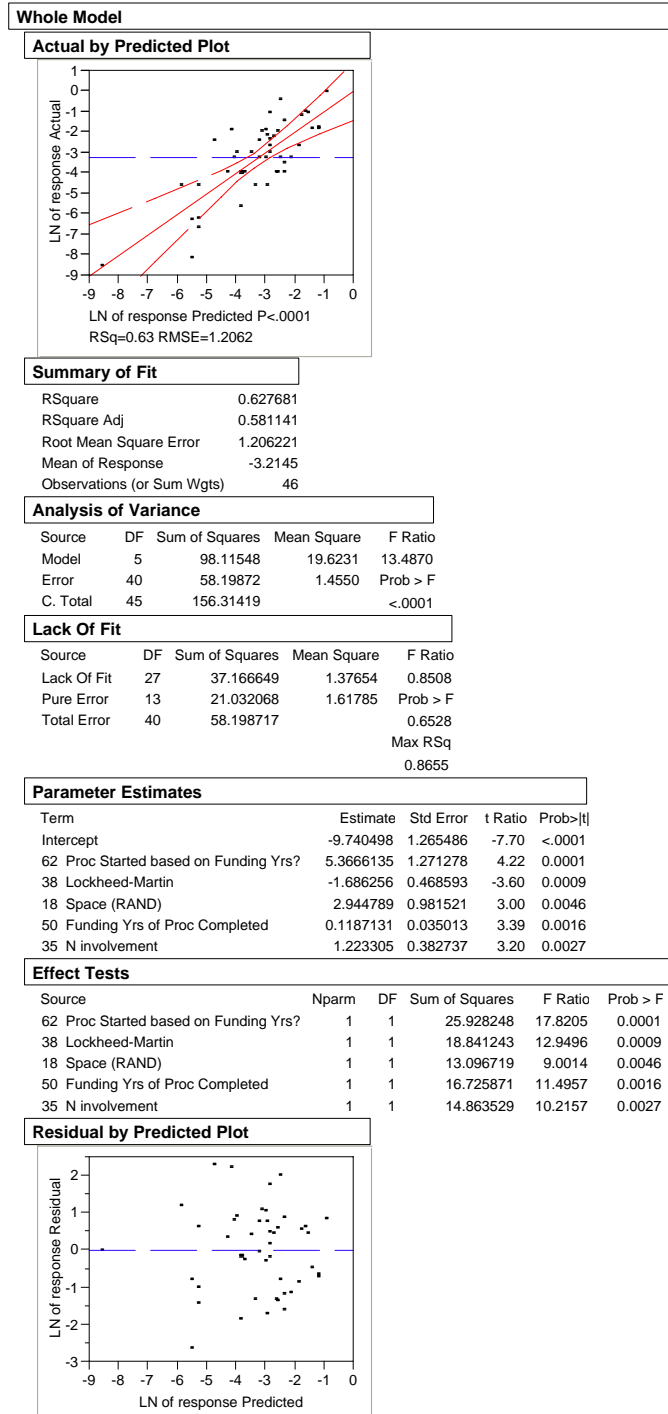 Whole Model
Actual by Predicted Plot
1
0
-1
-2
-3
-4
-5
-6
-7
-8
-9
LN of response Actual
-9 -8 -7 -6 -5 -4 -3 -2 -1 0
LN of response Predicted P<.0001
RSq=0.63 RMSE=1.2062
Summary of Fit
RSquare 0.627681
RSquare Adj 0.581141
Root Mean Square Error 1.206221
Mean of Response -3.2145
Observations (or Sum Wgts) 46
Analysis of Variance
Source DF Sum of Squares Mean Square F Ratio
Model 5 98.11548 19.6231 13.4870
Error 40 58.19872 1.4550 Prob > F
C. Total 45 156.31419 <.0001
Lack Of Fit
Source DF Sum of Squares Mean Square F Ratio
Lack Of Fit 27 37.166649 1.37654 0.8508
Pure Error 13 21.032068 1.61785 Prob > F
Total Error 40 58.198717 0.6528
Max RSq
0.8655
Parameter Estimates
Term Estimate Std Error t Ratio Prob>|t|
Intercept -9.740498 1.265486 -7.70 <.0001
62 Proc Started based on Funding Yrs? 5.3666135 1.271278 4.22 0.0001
38 Lockheed-Martin -1.686256 0.468593 -3.60 0.0009
18 Space (RAND) 2.944789 0.981521 3.00 0.0046
50 Funding Yrs of Proc Completed 0.1187131 0.035013 3.39 0.0016
35 N involvement 1.223305 0.382737 3.20 0.0027
Effect Tests
Source Nparm DF Sum of Squares F Ratio Prob > F
62 Proc Started based on Funding Yrs? 1 1 25.928248 17.8205 0.0001
38 Lockheed-Martin 1 1 18.841243 12.9496 0.0009
18 Space (RAND) 1 1 13.096719 9.0014 0.0046
50 Funding Yrs of Proc Completed 1 1 16.725871 11.4957 0.0016
35 N involvement 1 1 14.863529 10.2157 0.0027
Residual by Predicted Plot
2
1
0
-1
-2
-3
LN of response Residual
-9 -8 -7 -6 -5 -4 -3 -2 -1 0
LN of response Predicted